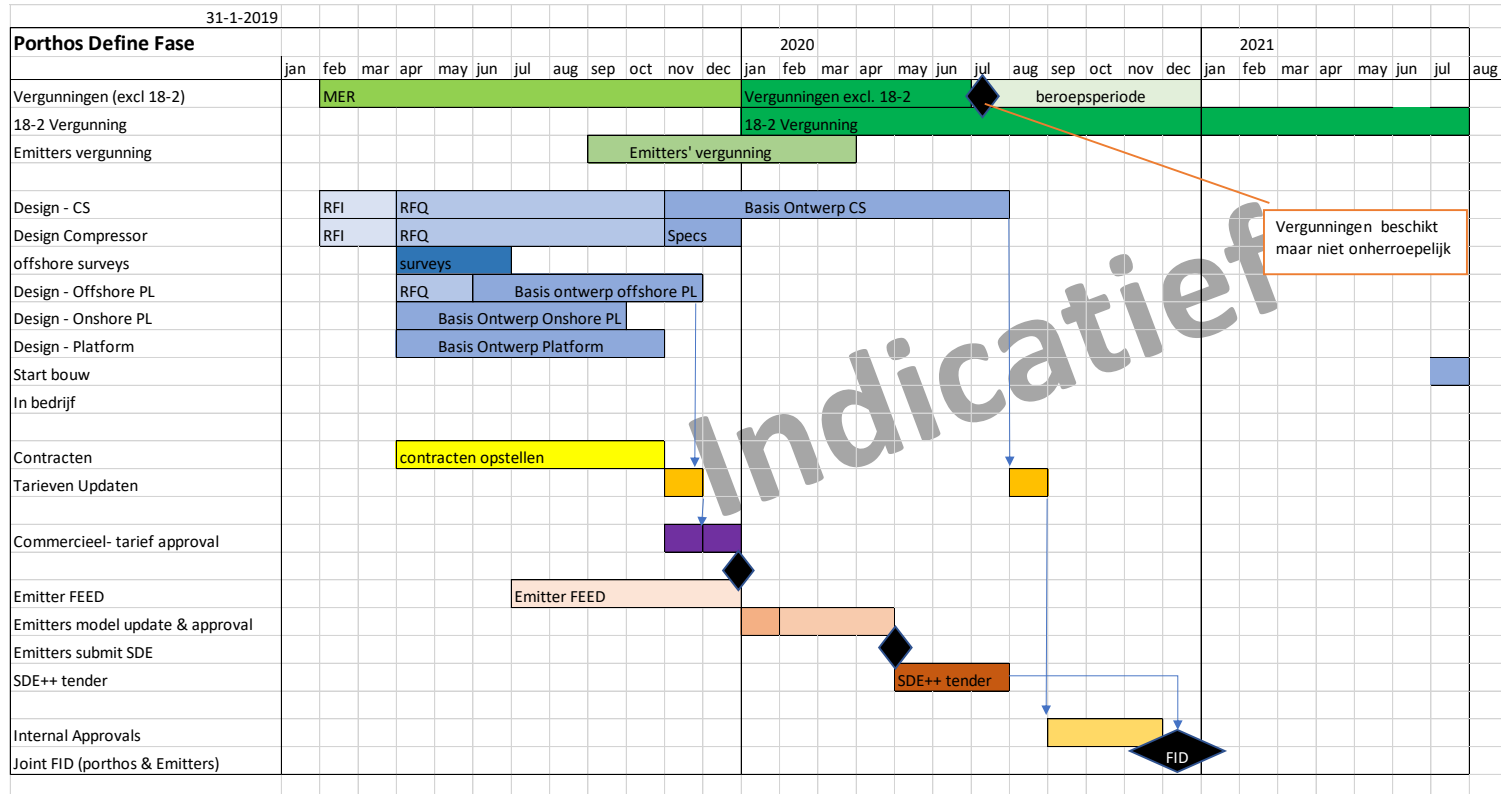 31-1-2019
Porthos Define Fase 2020 2021
jan feb mar apr may jun jul aug sep oct nov dec jan feb mar apr may jun jul aug sep oct nov dec jan feb mar apr may jun jul aug
Vergunningen (excl 18-2) MER Vergunningen excl. 18-2 beroepsperiode
18-2 Vergunning 18-2 Vergunning
Emitters vergunning Emitters' vergunning
Design - CS RFI RFQ Basis Ontwerp CS
Design Compressor RFI RFQ Specs
Vergunningen beschikt
maar niet onherroepelijk
offshore surveys surveys
Design - Offshore PL RFQ Basis ontwerp offshore PL
Design - Onshore PL Basis Ontwerp Onshore PL
Design - Platform Basis Ontwerp Platform
Start bouw
In bedrijf
Indicatief
Contracten contracten opstellen
Tarieven Updaten
Commercieel- tarief approval
Emitter FEED Emitter FEED
Emitters model update & approval
Emitters submit SDE
SDE++ tender SDE++ tender
Internal Approvals
Joint FID (porthos & Emitters) FID